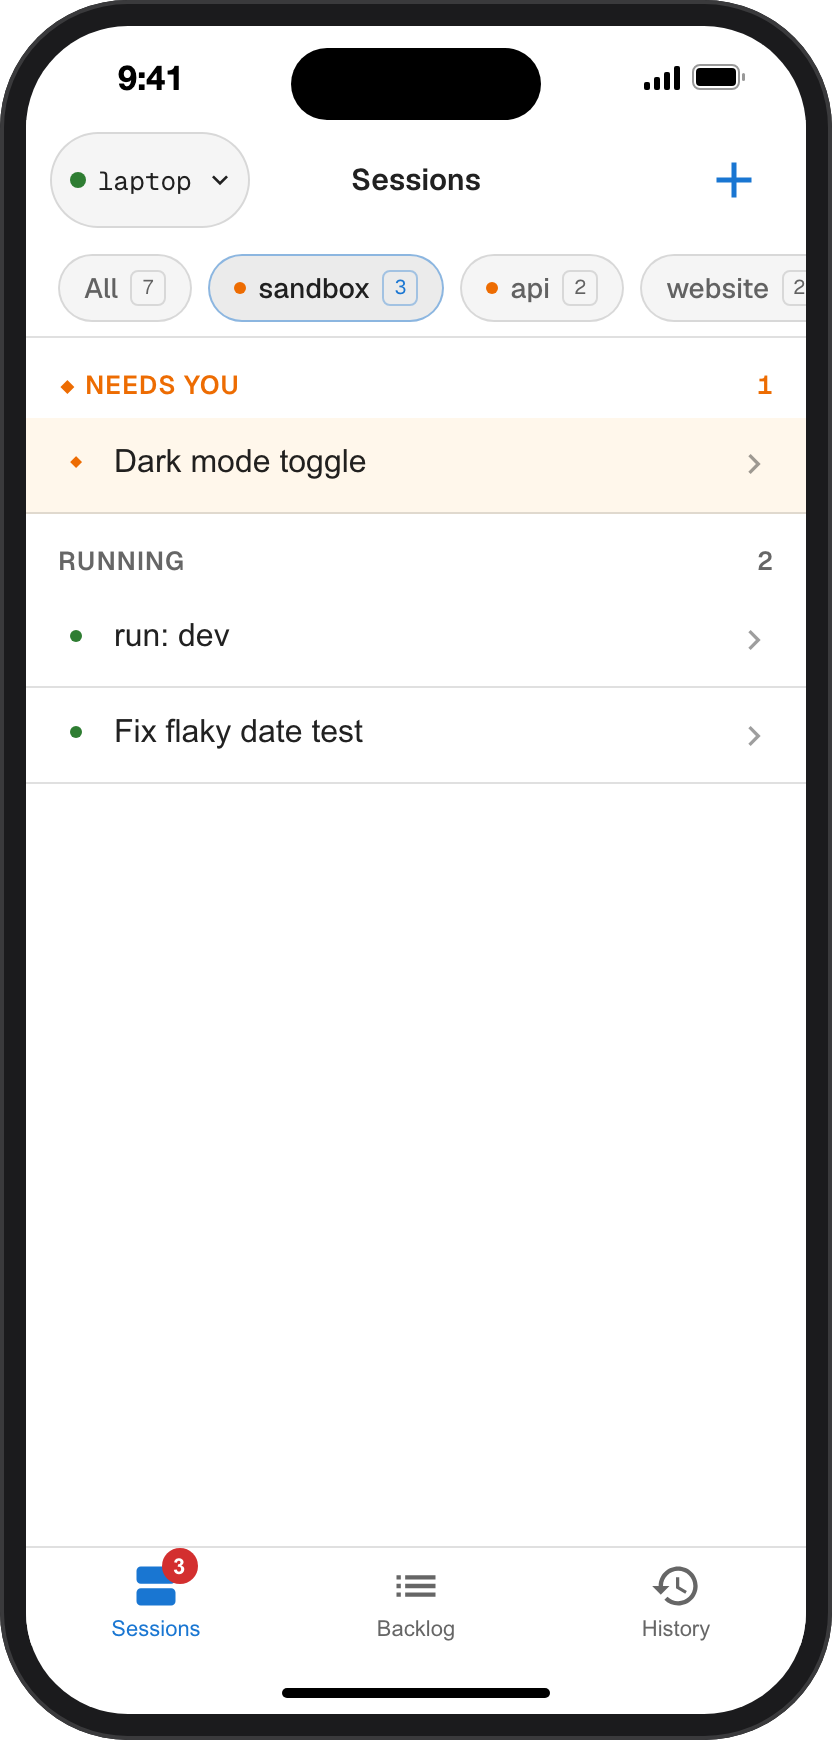 9:41
laptop
Sessions
All 7
sandbox 3
api 2
website 2
NEEDS YOU 1
Dark mode toggle
RUNNING 2
run: dev
Fix flaky date test
3
Sessions
Backlog
History